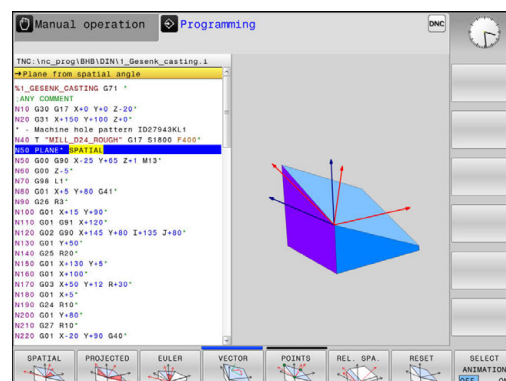 Manual operation
Programming
DNC
TNC:\nc_prog\BHB\DIN\1_Gesenk_casting.i
→Plane from spatial angle
%1_GESENK_CASTING G71 *
;ANY COMMENT
N10 G30 G17 X+0 Y+0 Z-20*
N20 G31 X+150 Y+100 Z+0*
* - Machine hole pattern ID27943KL1
N40 T "MILL_D24_ROUGH" G17 S1800 F400*
N50 PLANE* SPATIAL
N50 G00 G90 X-25 Y+65 Z+1 M13*
N60 G00 Z-5*
N70 G98 L1*
N80 G01 X+5 Y+80 G41*
N90 G26 R3*
N100 G01 X+15 Y+90*
N110 G01 G91 X+120*
N120 G02 G90 X+145 Y+80 I+135 J+80*
N130 G01 Y+50*
N140 G25 R20*
N150 G01 X+130 Y+5*
N160 G01 X+100*
N170 G03 X+50 Y+12 R+30*
N180 G01 X+5*
N190 G24 R10*
N200 G01 Y+80*
N210 G27 R10*
N220 G01 X-20 Y+90 G40*
SPATIAL
PROJECTED
EULER
VECTOR
POINTS
REL. SPA.
RESET
SELECT
ANIMATION
OFF